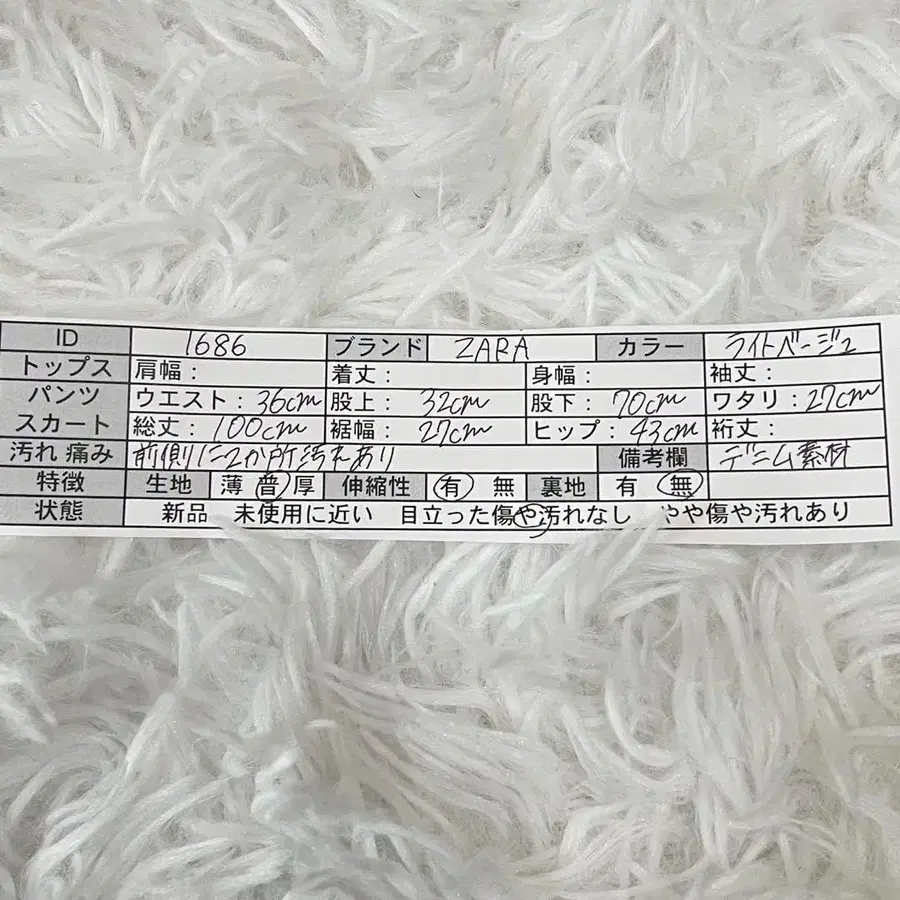 ID 1686 ブランド ZARA カラー ライトベージュ
トップス 肩幅： 着丈： 身幅： 袖丈：
パンツ ウエスト：36cm 股上：32cm 股下：70cm ワタリ：27cm
スカート 総丈：100cm 裾幅：27cm ヒップ：43cm 裄丈：
汚れ 痛み 前側に2か所汚れあり 備考欄 デニム素材
特徴 生地 薄 普 厚 伸縮性 有 無 裏地 有 無
状態 新品 未使用に近い 目立った傷や汚れなし やや傷や汚れあり